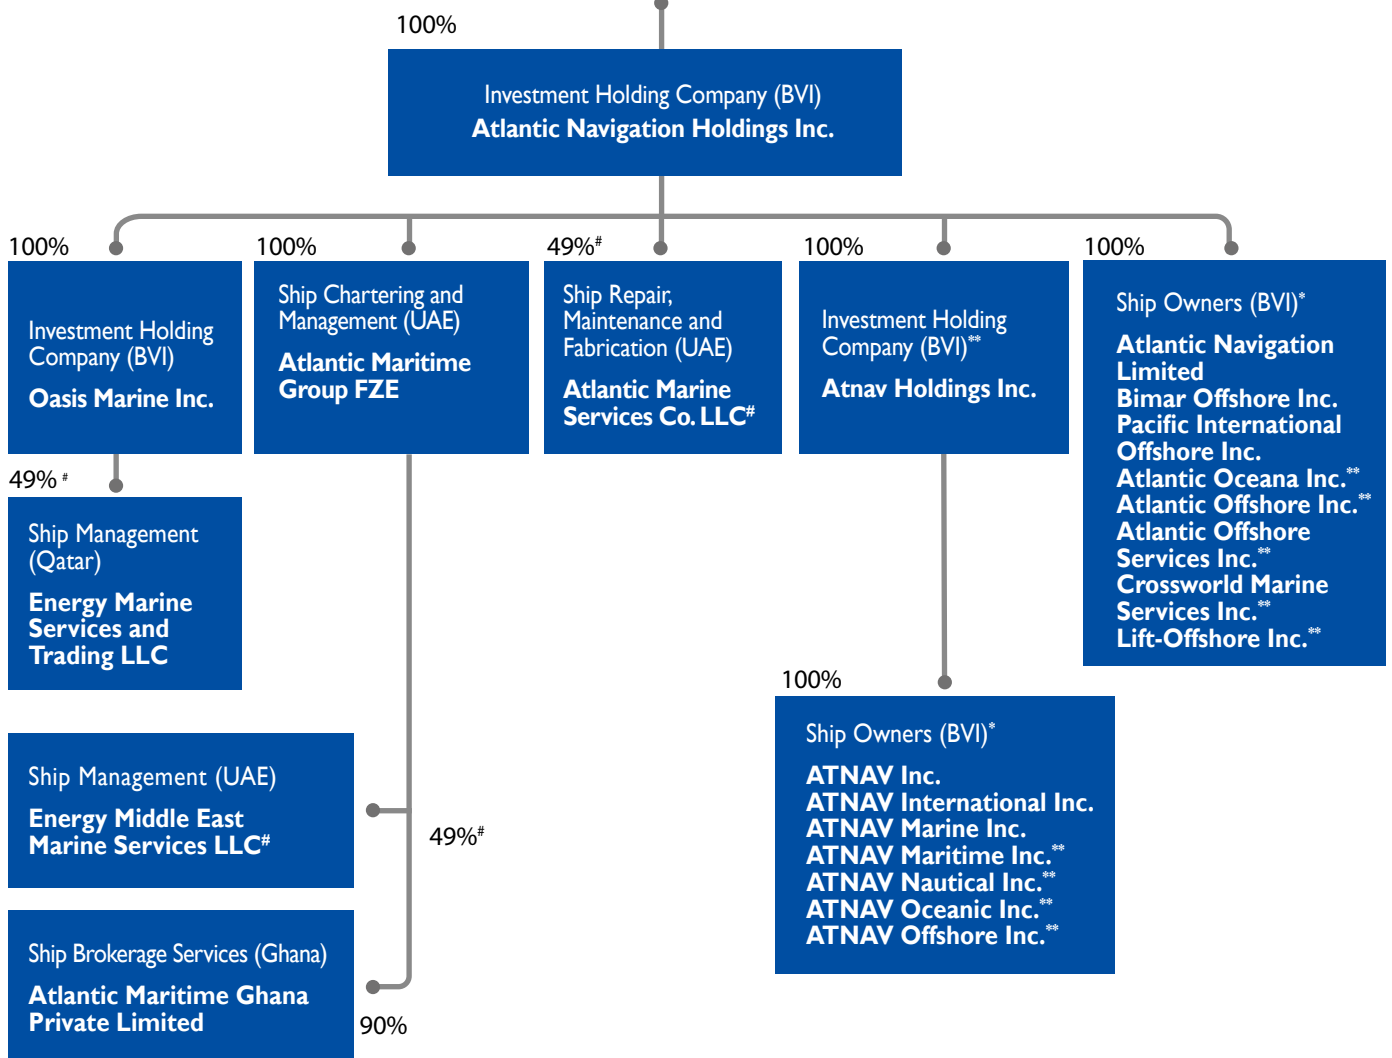 100%
Investment Holding Company (BVI)
Atlantic Navigation Holdings Inc.
100%
Investment Holding
Company (BVI)
Oasis Marine Inc.
100%
Ship Chartering and
Management (UAE)
Atlantic Maritime
Group FZE
49%#
Ship Repair,
Maintenance and
Fabrication (UAE)
Atlantic Marine
Services Co. LLC#
100%
Investment Holding
Company (BVI)**
Atnav Holdings Inc.
100%
Ship Owners (BVI)*
Atlantic Navigation
Limited
Bimar Offshore Inc.
Pacific International
Offshore Inc.
Atlantic Oceana Inc.**
Atlantic Offshore Inc.**
Atlantic Offshore
Services Inc.**
Crossworld Marine
Services Inc.**
Lift-Offshore Inc.**
49% #
Ship Management
(Qatar)
Energy Marine
Services and
Trading LLC
100%
Ship Owners (BVI)*
ATNAV Inc.
ATNAV International Inc.
ATNAV Marine Inc.
ATNAV Maritime Inc.**
ATNAV Nautical Inc.**
ATNAV Oceanic Inc.**
ATNAV Offshore Inc.**
Ship Management (UAE)
Energy Middle East
Marine Services LLC#
49%#
Ship Brokerage Services (Ghana)
Atlantic Maritime Ghana
Private Limited
90%